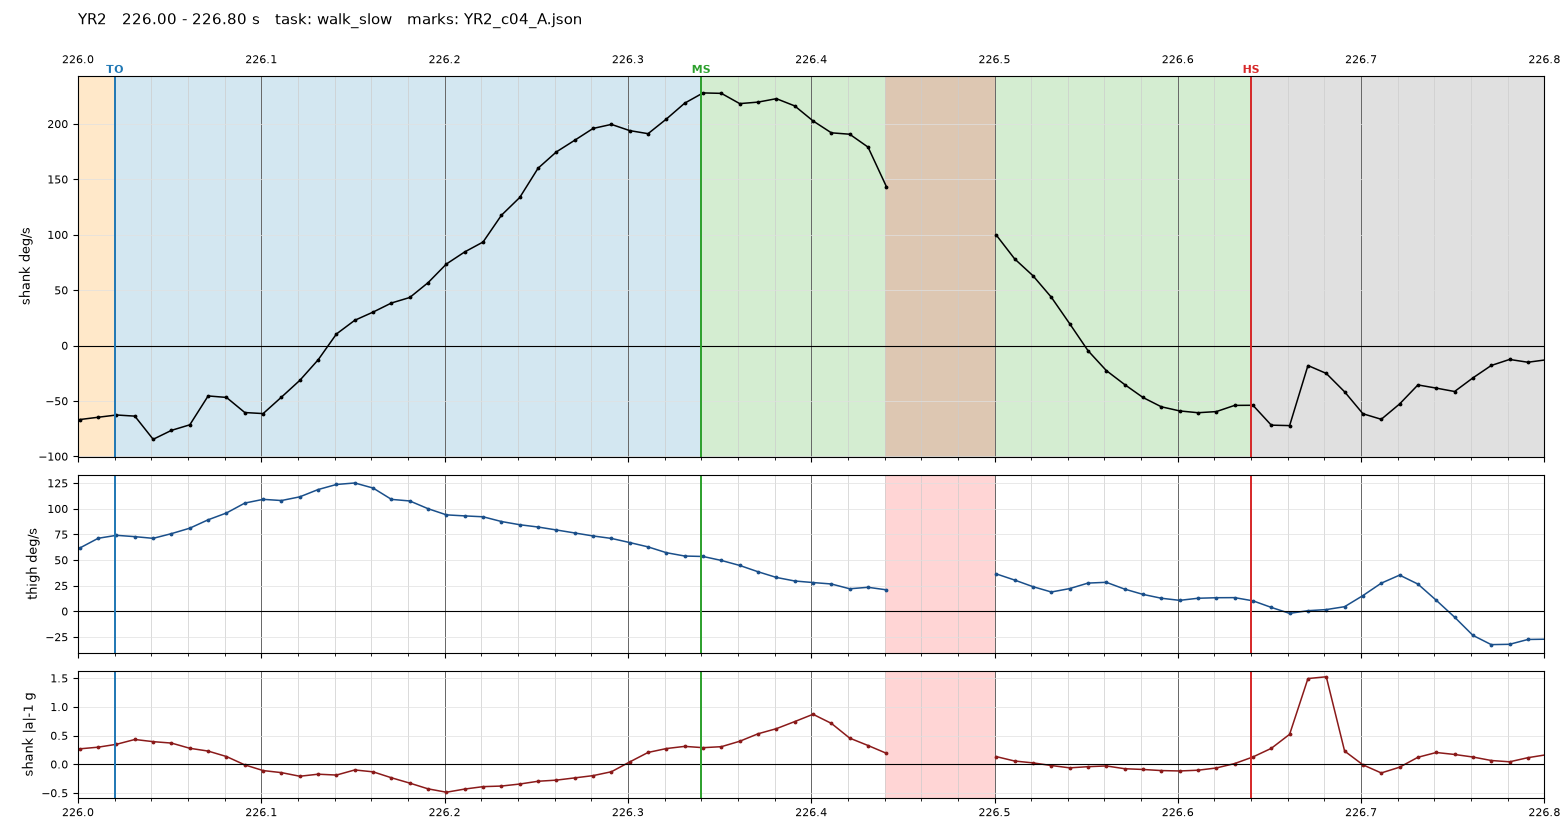 YR2   226.00 - 226.80 s   task: walk_slow   marks: YR2_c04_A.json
226.0 226.1 226.2 226.3 226.4 226.5 226.6 226.7 226.8
TO MS HS
shank deg/s
200
150
100
50
0
−50
−100
thigh deg/s
125
100
75
50
25
0
−25
shank |a|-1 g
1.5
1.0
0.5
0.0
−0.5
226.0 226.1 226.2 226.3 226.4 226.5 226.6 226.7 226.8